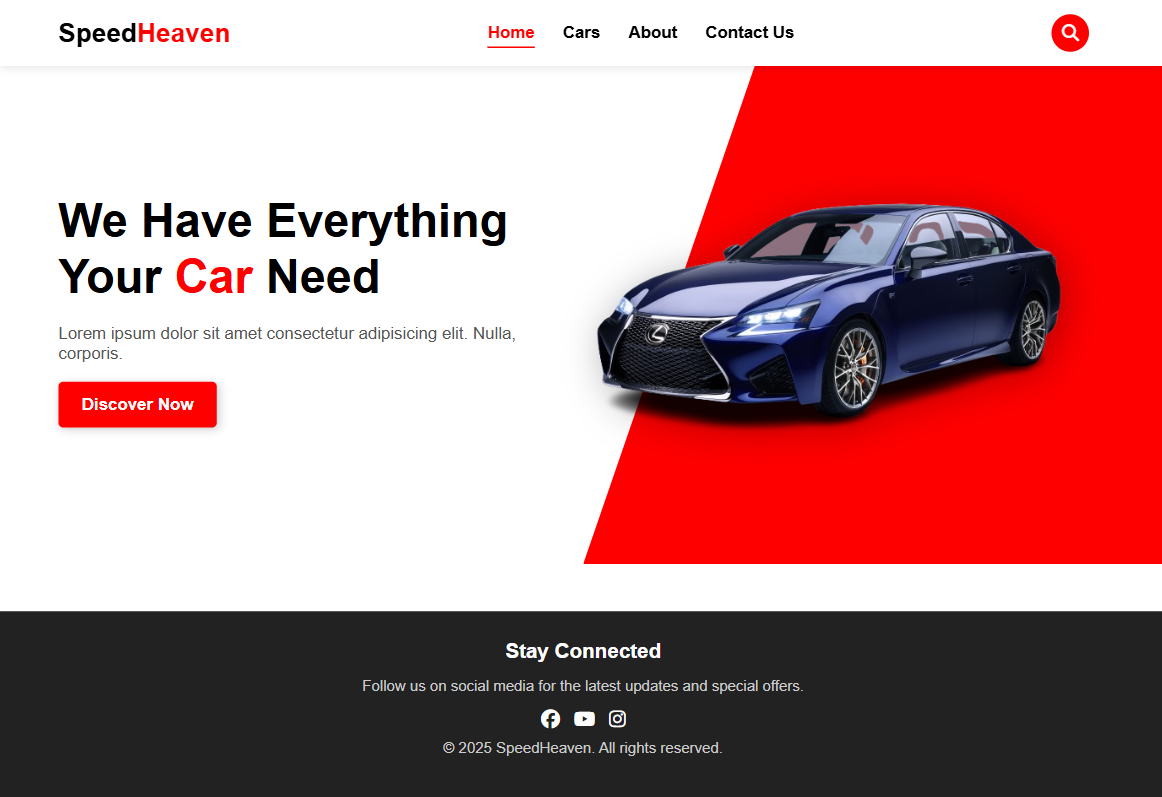 SpeedHeaven
Home
Cars
About
Contact Us
We Have Everything
Your Car Need
Lorem ipsum dolor sit amet consectetur adipisicing elit. Nulla,
corporis.
Discover Now
Stay Connected
Follow us on social media for the latest updates and special offers.
© 2025 SpeedHeaven. All rights reserved.